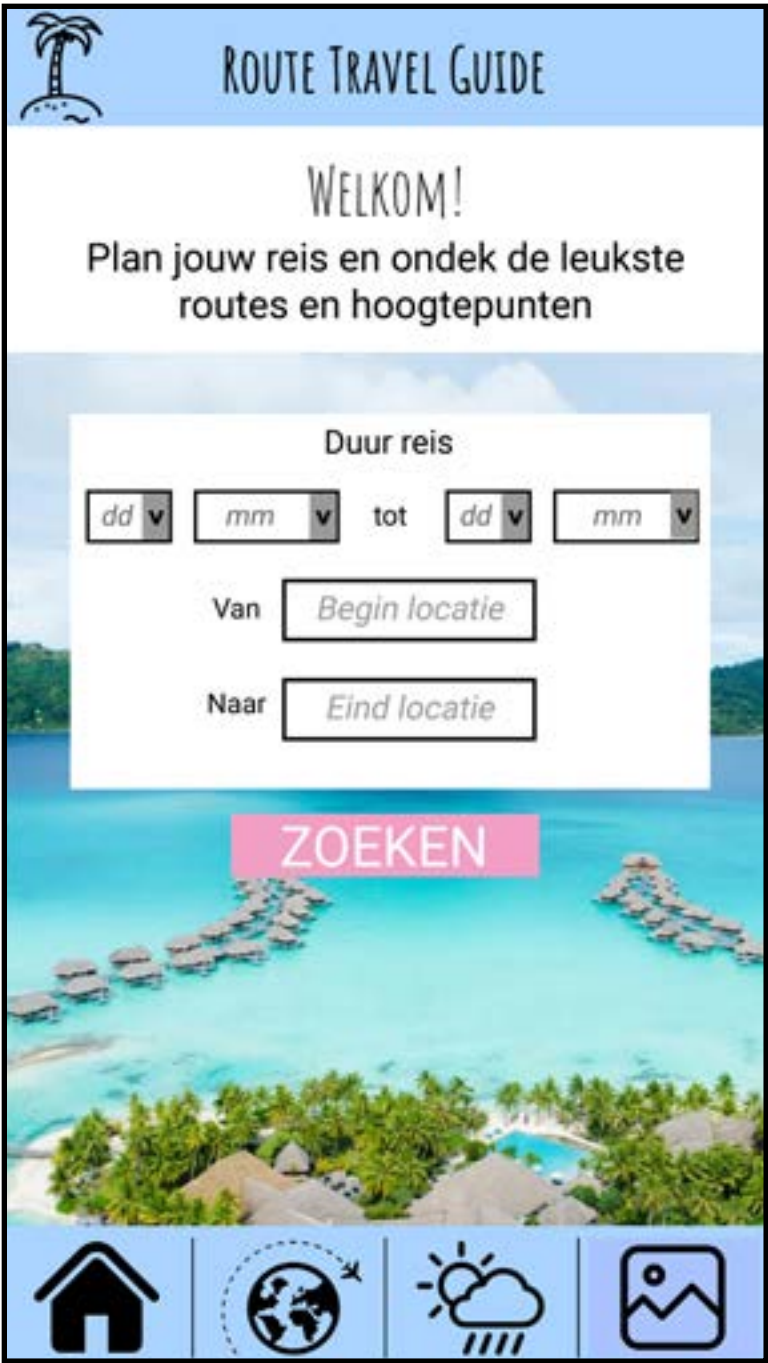 ROUTE TRAVEL GUIDE
WELKOM!
Plan jouw reis en ondek de leukste
routes en hoogtepunten
Duur reis
dd v mm v tot dd v mm v
Van Begin locatie
Naar Eind locatie
ZOEKEN